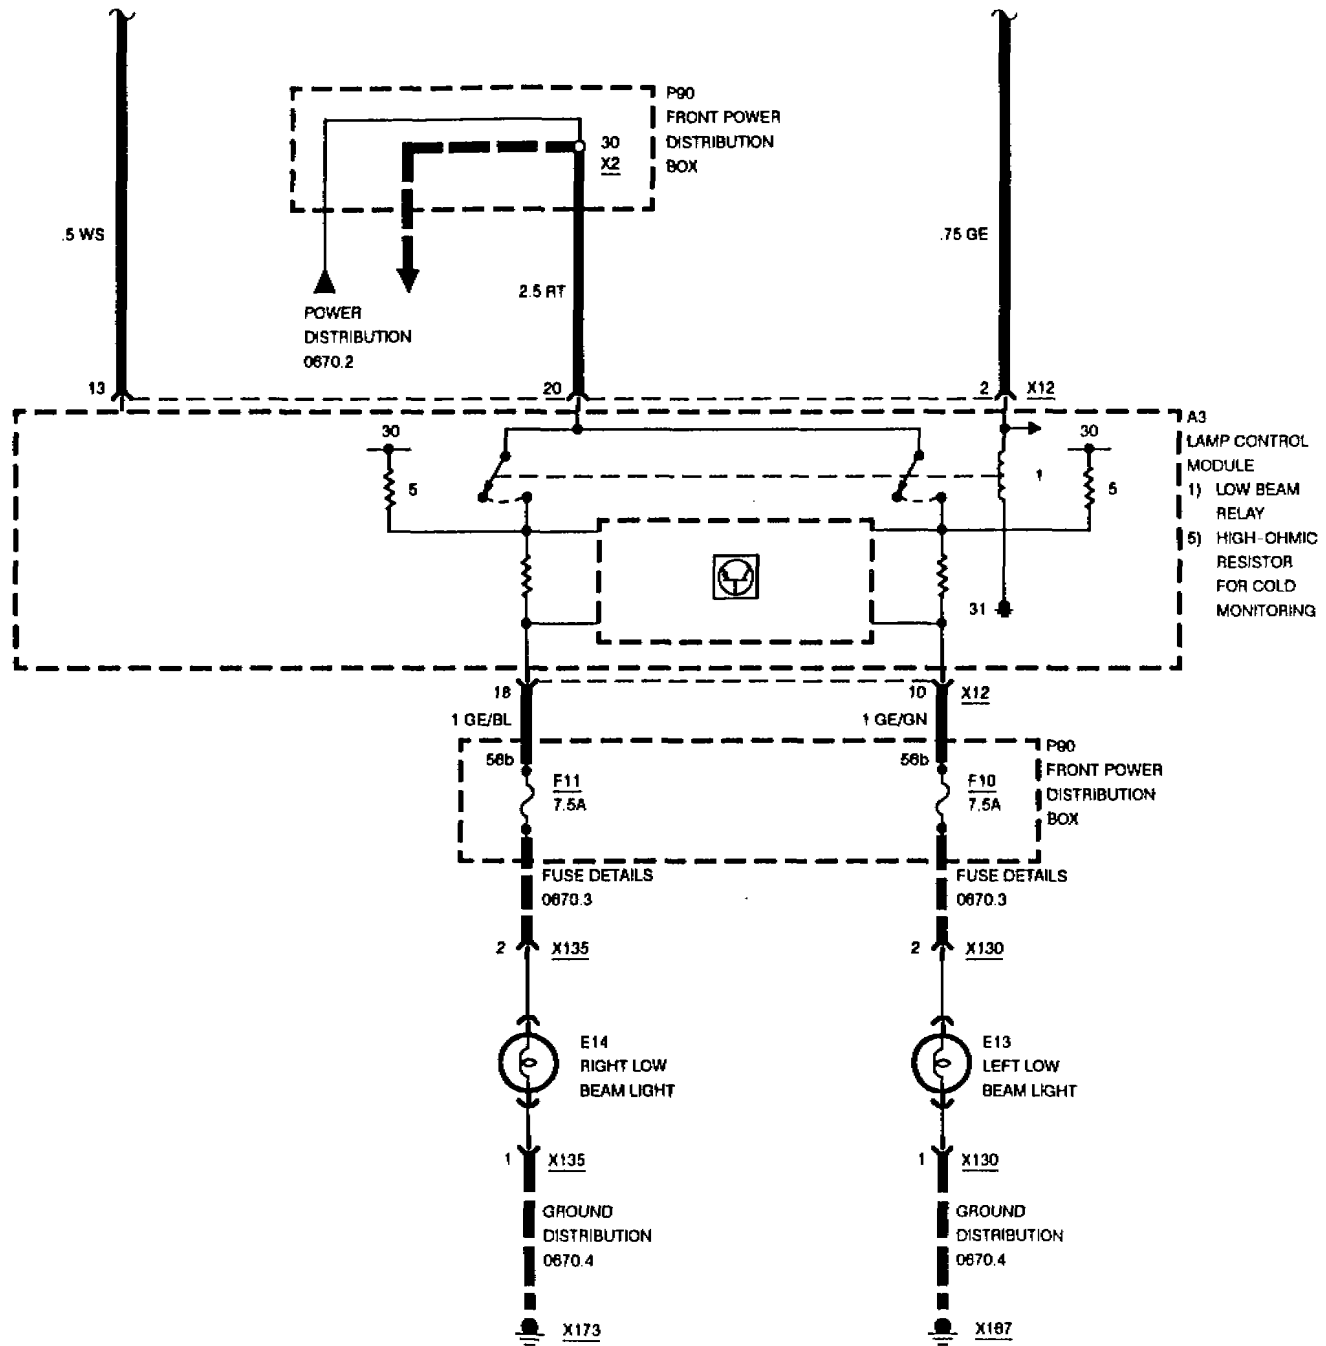 P90
FRONT POWER
DISTRIBUTION
BOX
30
X2
.5 WS
.75 GE
2.5 RT
POWER
DISTRIBUTION
0670.2
13
20
2
X12
A3
LAMP CONTROL
MODULE
1) LOW BEAM
RELAY
5) HIGH-OHMIC
RESISTOR
FOR COLD
MONITORING
30
5
1
30
5
31
18
10
X12
1 GE/BL
1 GE/GN
P90
FRONT POWER
DISTRIBUTION
BOX
56b
F11
7.5A
56b
F10
7.5A
FUSE DETAILS
0670.3
FUSE DETAILS
0670.3
2
X135
2
X130
E14
RIGHT LOW
BEAM LIGHT
E13
LEFT LOW
BEAM LIGHT
1
X135
1
X130
GROUND
DISTRIBUTION
0670.4
GROUND
DISTRIBUTION
0670.4
X173
X167